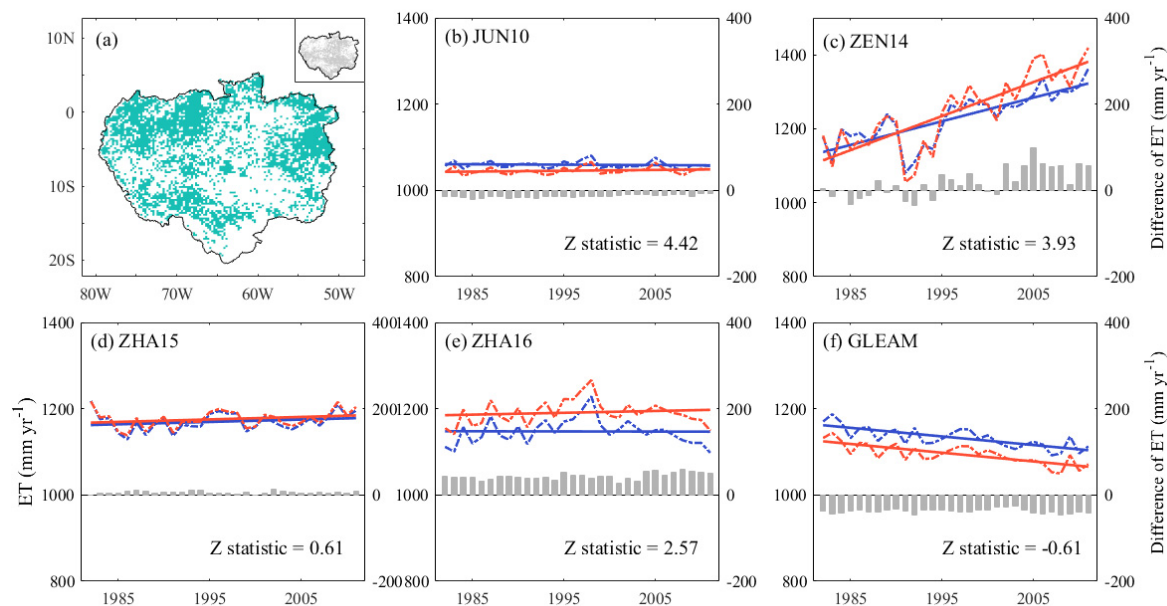 (a)
10N
0
10S
20S
80W 70W 60W 50W
(b) JUN10
1400
1200
1000
800
400
200
0
-200
1985 1995 2005
Z statistic = 4.42
(c) ZEN14
1400
1200
1000
800
400
200
0
-200
1985 1995 2005
Z statistic = 3.93
Difference of ET (mm yr-1)
(d) ZHA15
1400
1200
1000
800
400
200
0
-200
1985 1995 2005
Z statistic = 0.61
ET (mm yr-1)
(e) ZHA16
1400
1200
1000
800
400
200
0
-200
1985 1995 2005
Z statistic = 2.57
(f) GLEAM
1400
1200
1000
800
400
200
0
-200
1985 1995 2005
Z statistic = -0.61
Difference of ET (mm yr-1)